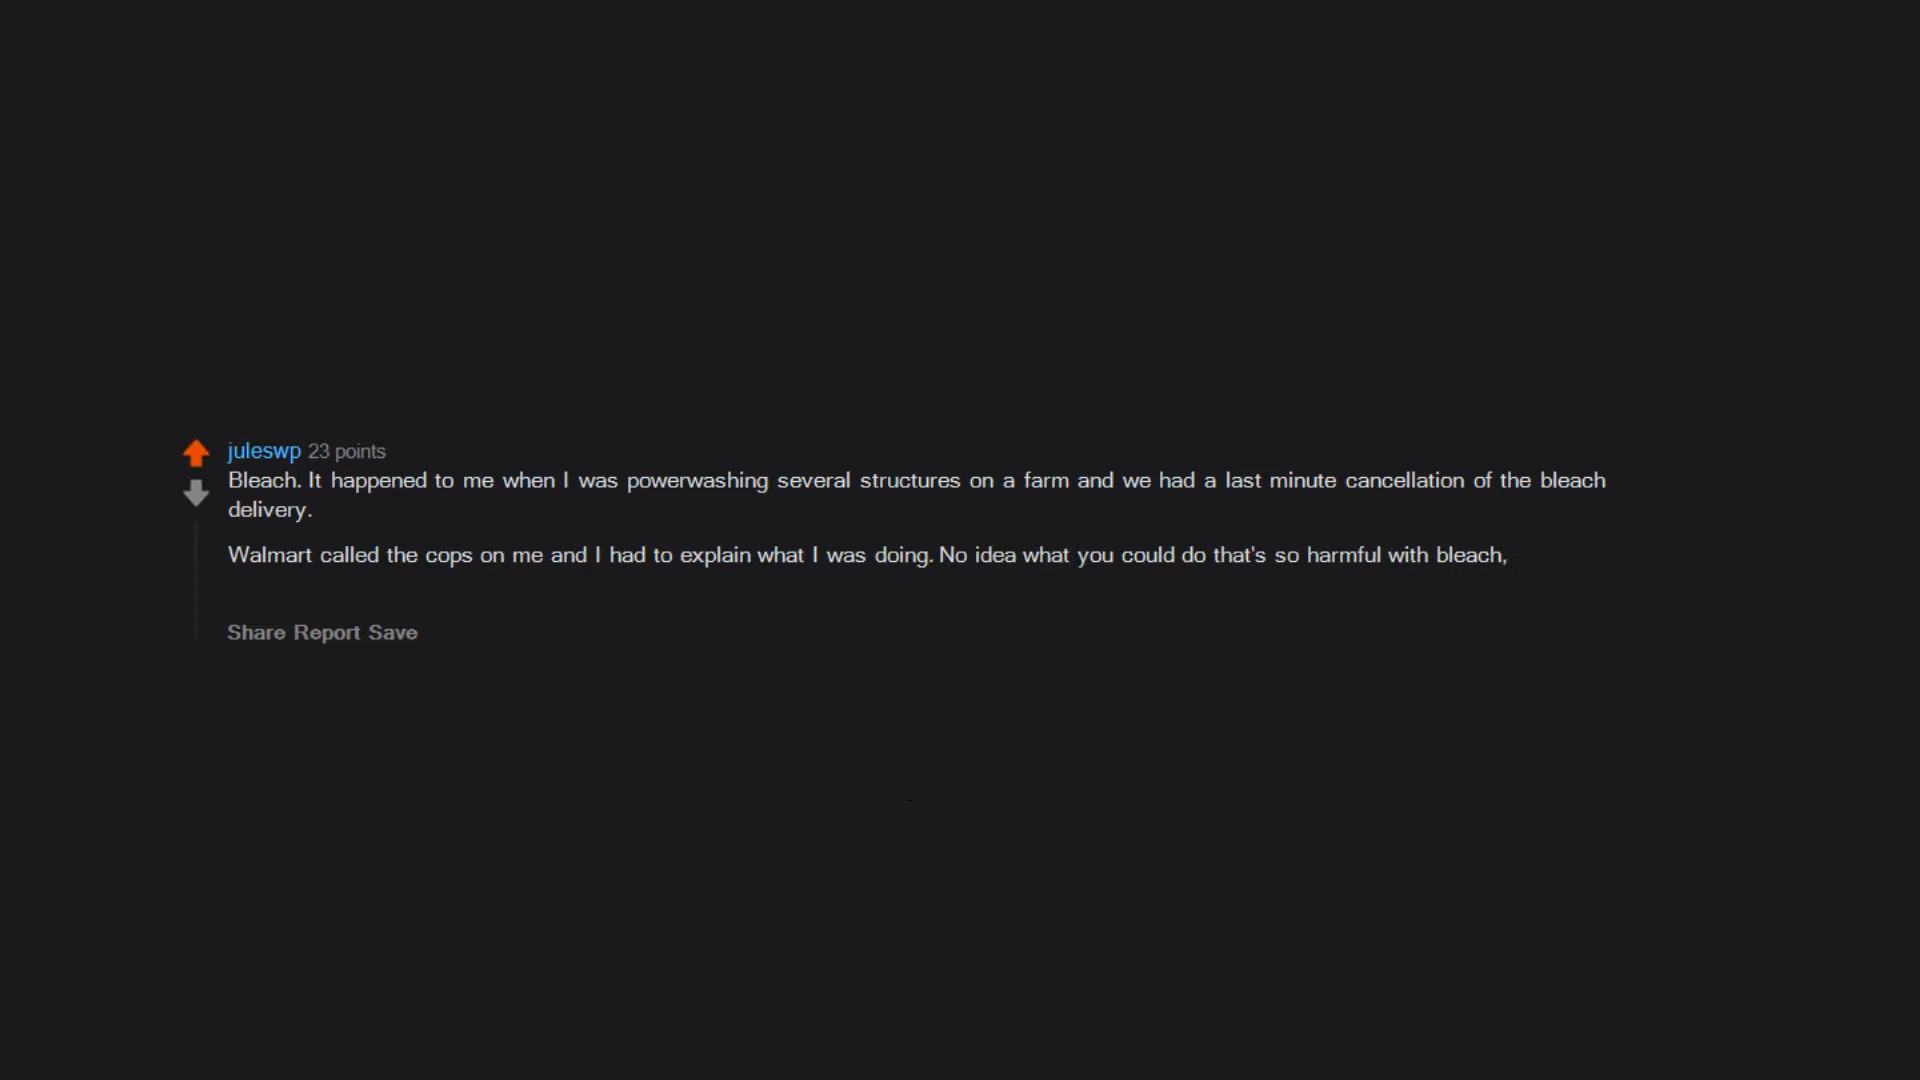 juleswp 23 points
Bleach. It happened to me when I was powerwashing several structures on a farm and we had a last minute cancellation of the bleach
delivery.
Walmart called the cops on me and I had to explain what I was doing. No idea what you could do that's so harmful with bleach,
Share Report Save